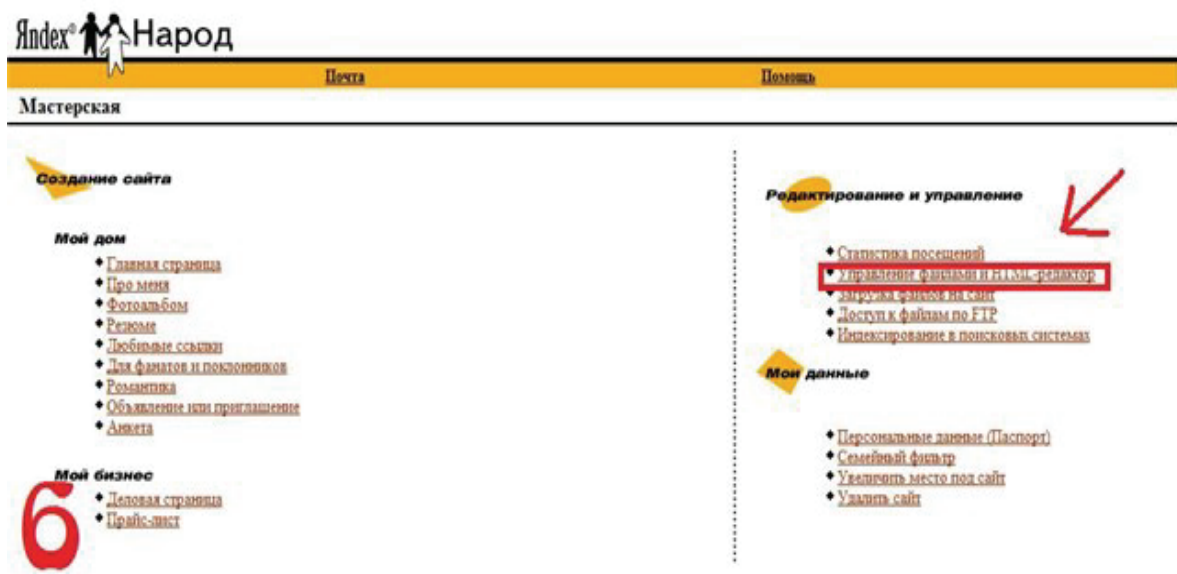 Яndex® Народ
Почта Помощь
Мастерская
Создание сайта
Мой дом
Главная страница
Про меня
Фотоальбом
Резюме
Любимые ссылки
Для фанатов и поклонников
Романтика
Объявление или приглашение
Анкета
Мой бизнес
Деловая страница
Прайс-лист
6
Редактирование и управление
Статистика посещений
Управление файлами и HTML-редактор
Загрузка файлов на сайт
Доступ к файлам по FTP
Индексирование в поисковых системах
Мои данные
Персональные данные (Паспорт)
Семейный фильтр
Увеличить место под сайт
Удалить сайт